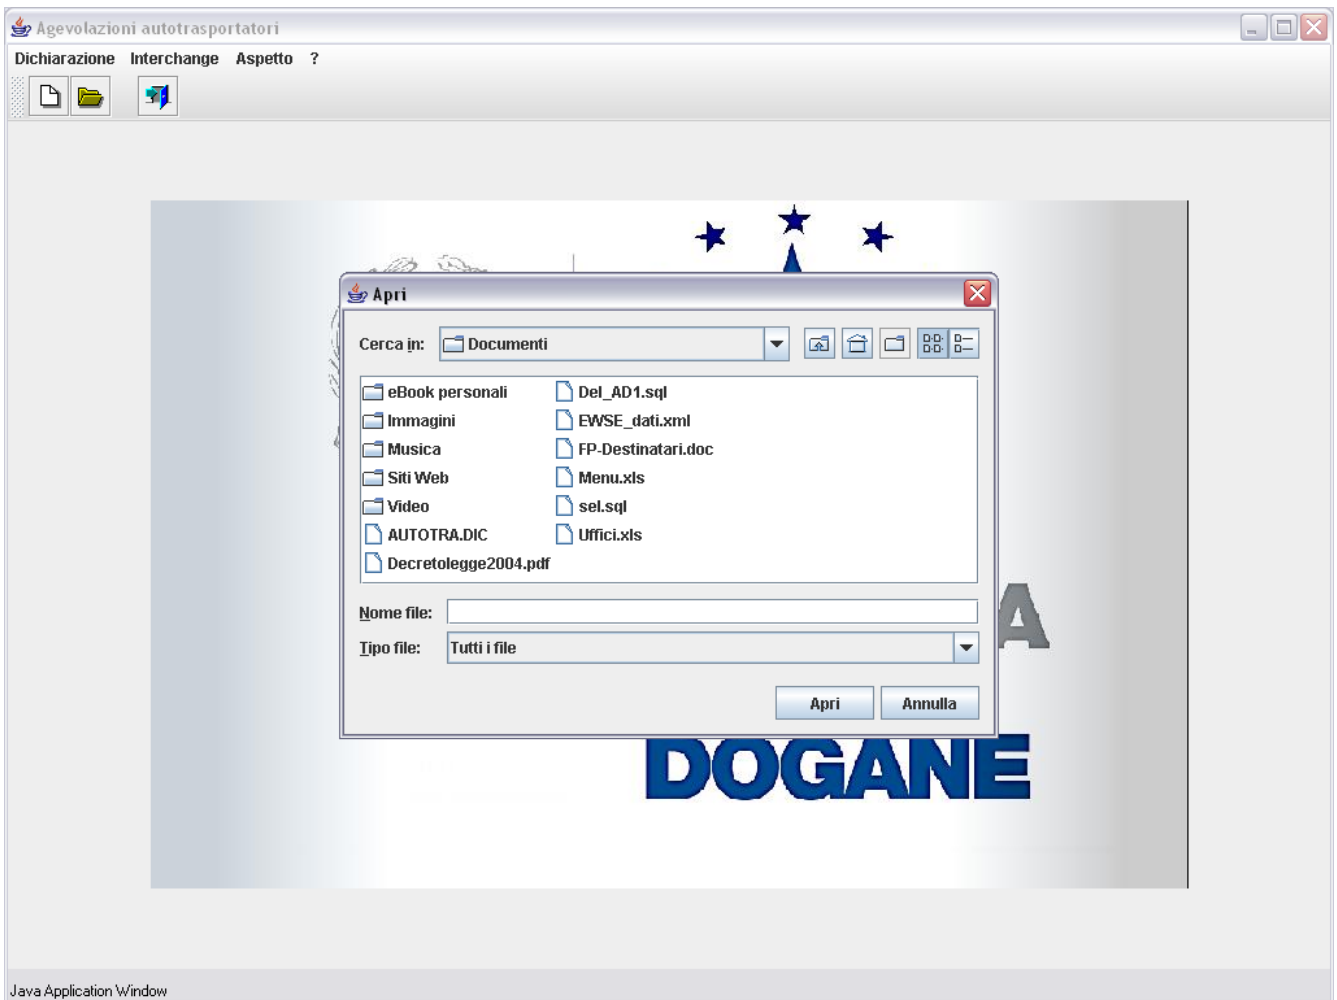 Agevolazioni autotrasportatori
Dichiarazione Interchange Aspetto ?
Apri
Cerca in: Documenti
eBook personali
Immagini
Musica
Siti Web
Video
AUTOTRA.DIC
Decretolegge2004.pdf
Del_AD1.sql
EWSE_dati.xml
FP-Destinatari.doc
Menu.xls
sel.sql
Uffici.xls
Nome file:
Tipo file: Tutti i file
Apri Annulla
A
DOGANE
Java Application Window